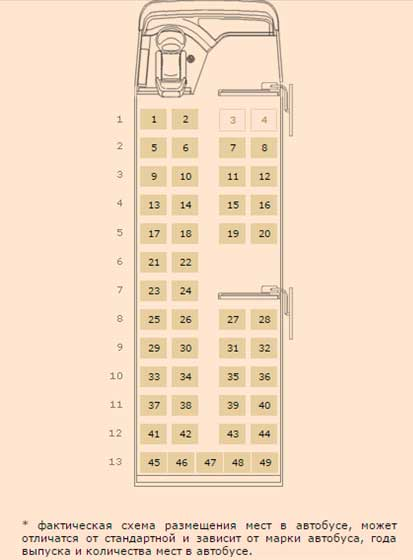 1 1 2 3 4
2 5 6 7 8
3 9 10 11 12
4 13 14 15 16
5 17 18 19 20
6 21 22
7 23 24
8 25 26 27 28
9 29 30 31 32
10 33 34 35 36
11 37 38 39 40
12 41 42 43 44
13 45 46 47 48 49
* фактическая схема размещения мест в автобусе, может
отличатся от стандартной и зависит от марки автобуса, года
выпуска и количества мест в автобусе.